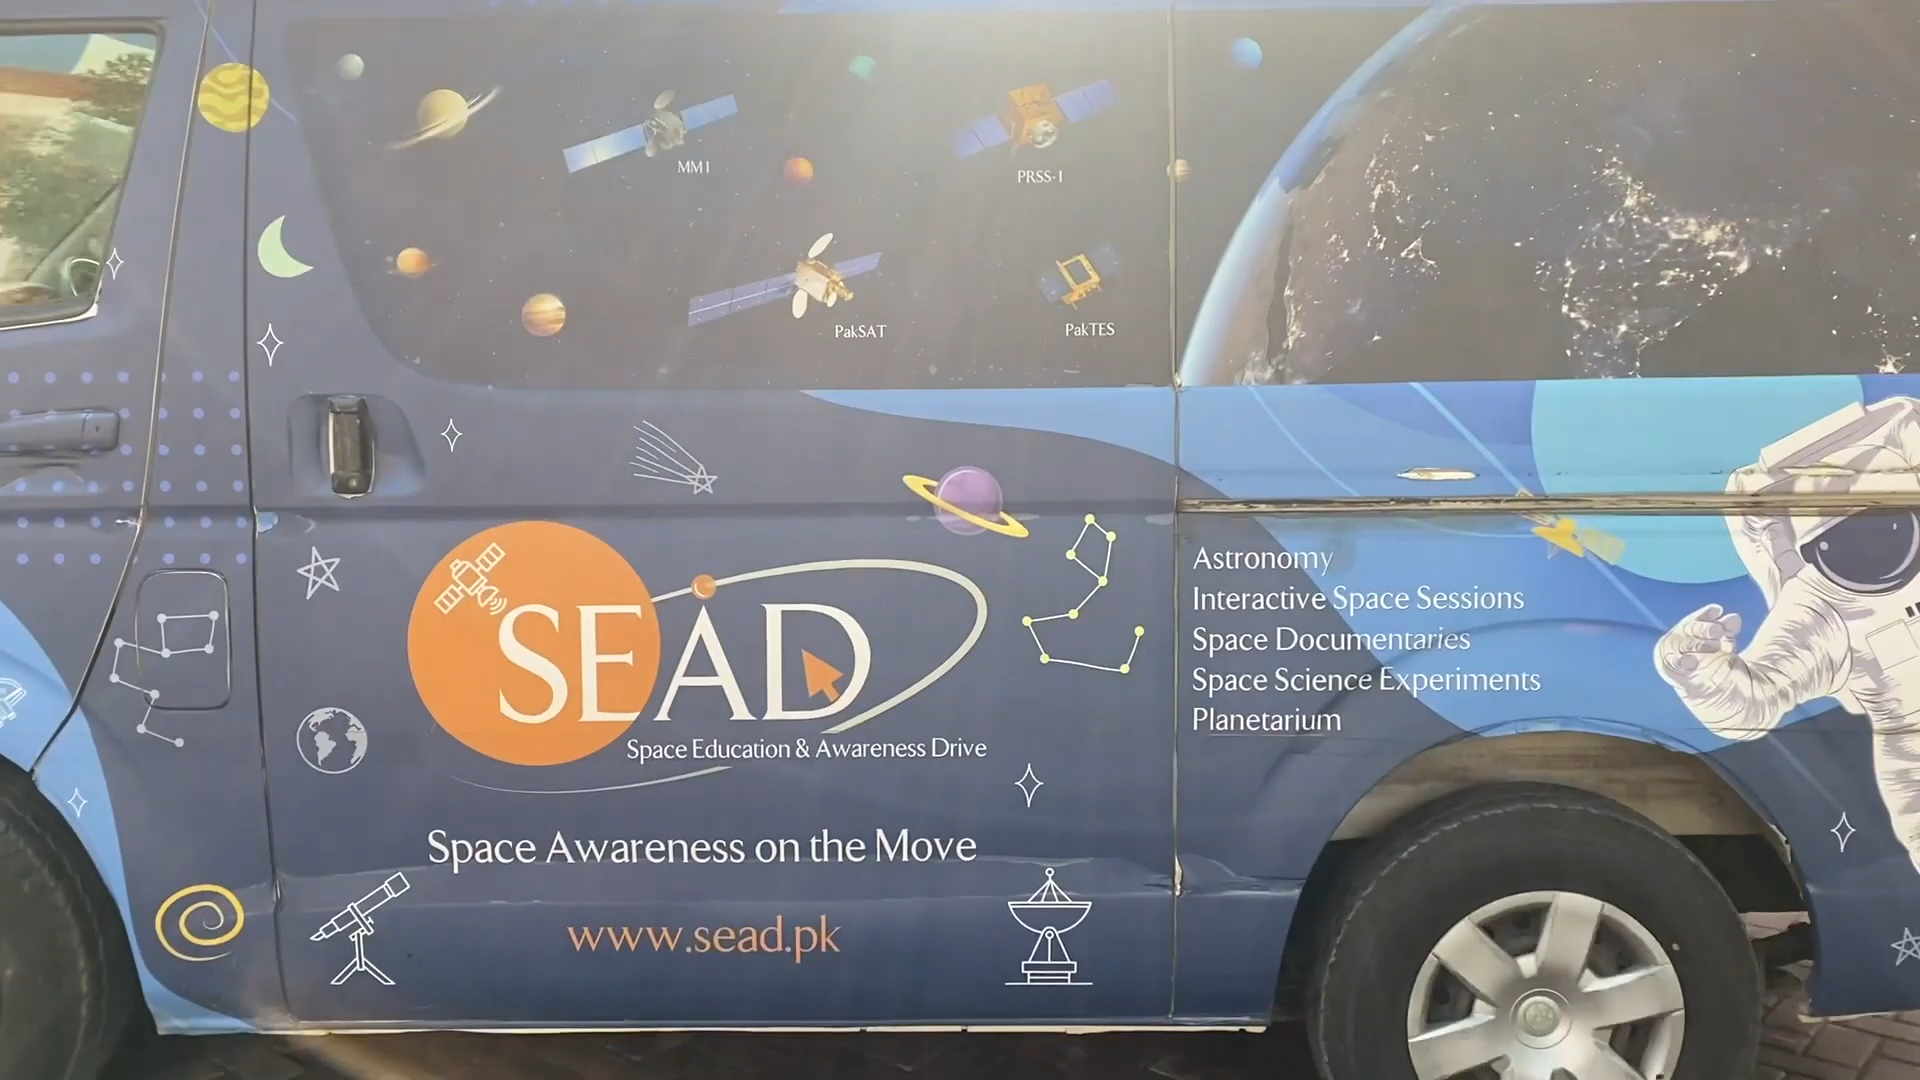 MM1
PRSS-1
PakSAT
PakTES
SEAD
Space Education & Awareness Drive
Space Awareness on the Move
www.sead.pk
Astronomy
Interactive Space Sessions
Space Documentaries
Space Science Experiments
Planetarium